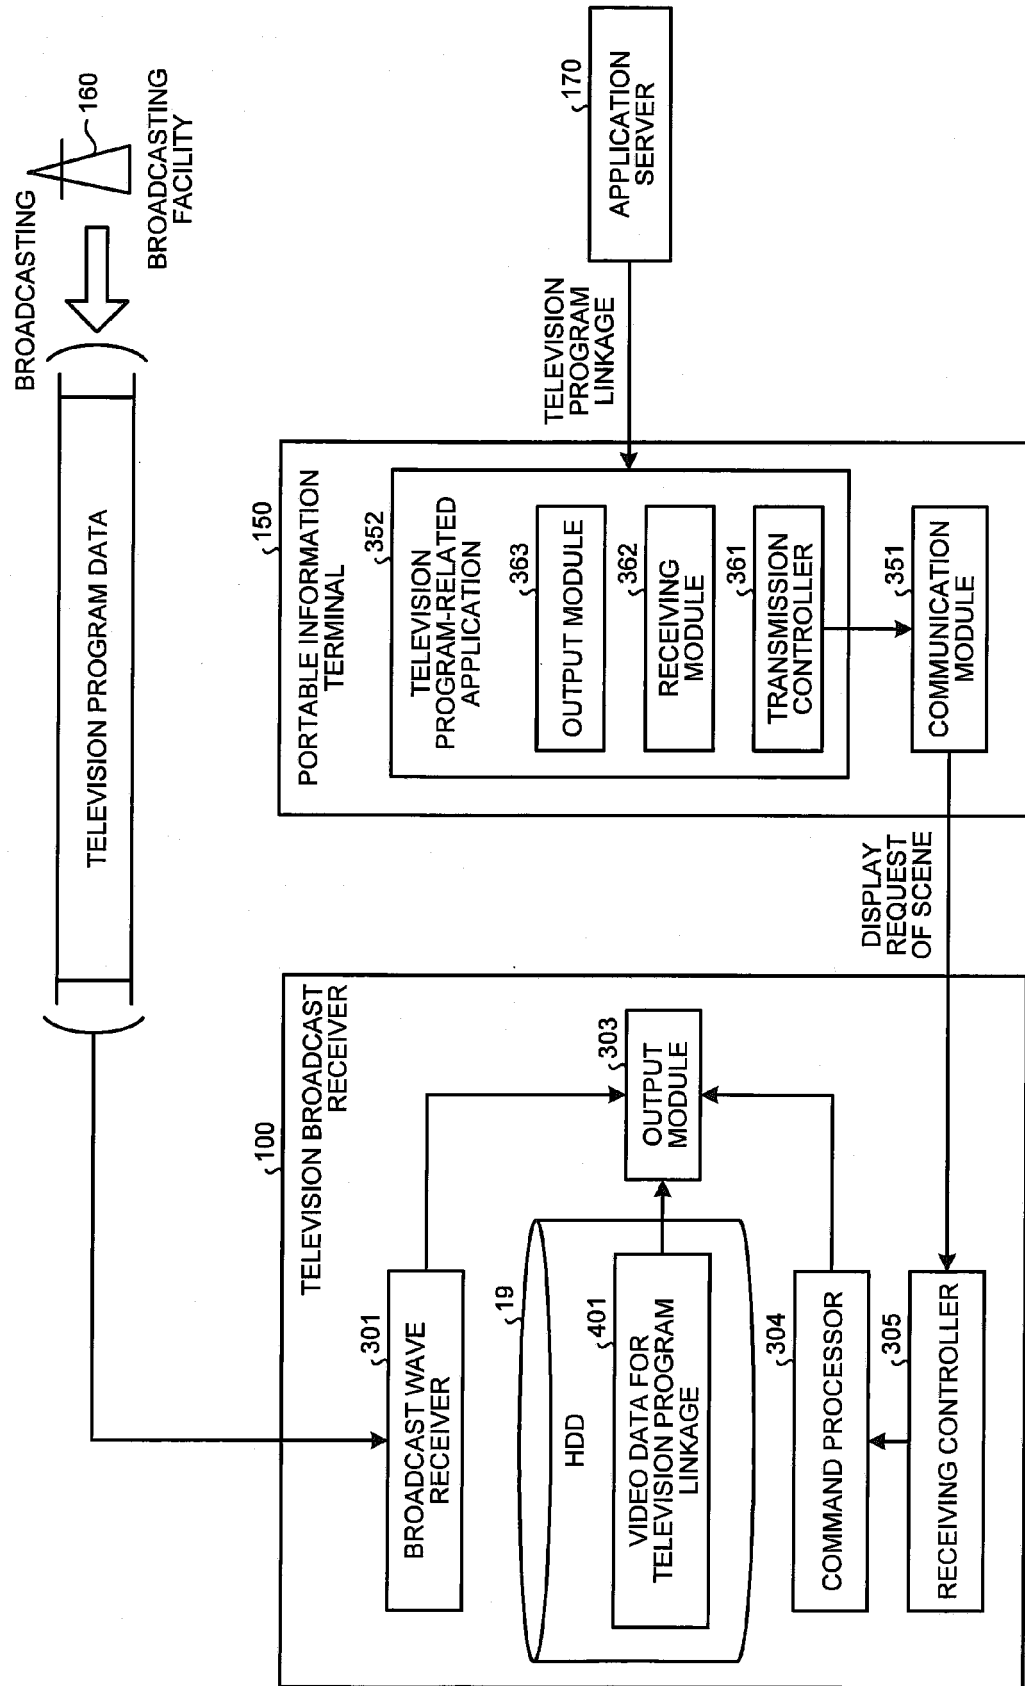 BROADCASTING
160
BROADCASTING
FACILITY
TELEVISION PROGRAM DATA
100
TELEVISION BROADCAST
RECEIVER
301
BROADCAST WAVE
RECEIVER
19
HDD
401
VIDEO DATA FOR
TELEVISION PROGRAM
LINKAGE
303
OUTPUT
MODULE
304
COMMAND PROCESSOR
305
RECEIVING CONTROLLER
DISPLAY
REQUEST
OF SCENE
150
PORTABLE INFORMATION
TERMINAL
352
TELEVISION
PROGRAM-RELATED
APPLICATION
363
OUTPUT MODULE
362
RECEIVING
MODULE
361
TRANSMISSION
CONTROLLER
351
COMMUNICATION
MODULE
TELEVISION
PROGRAM
LINKAGE
170
APPLICATION
SERVER